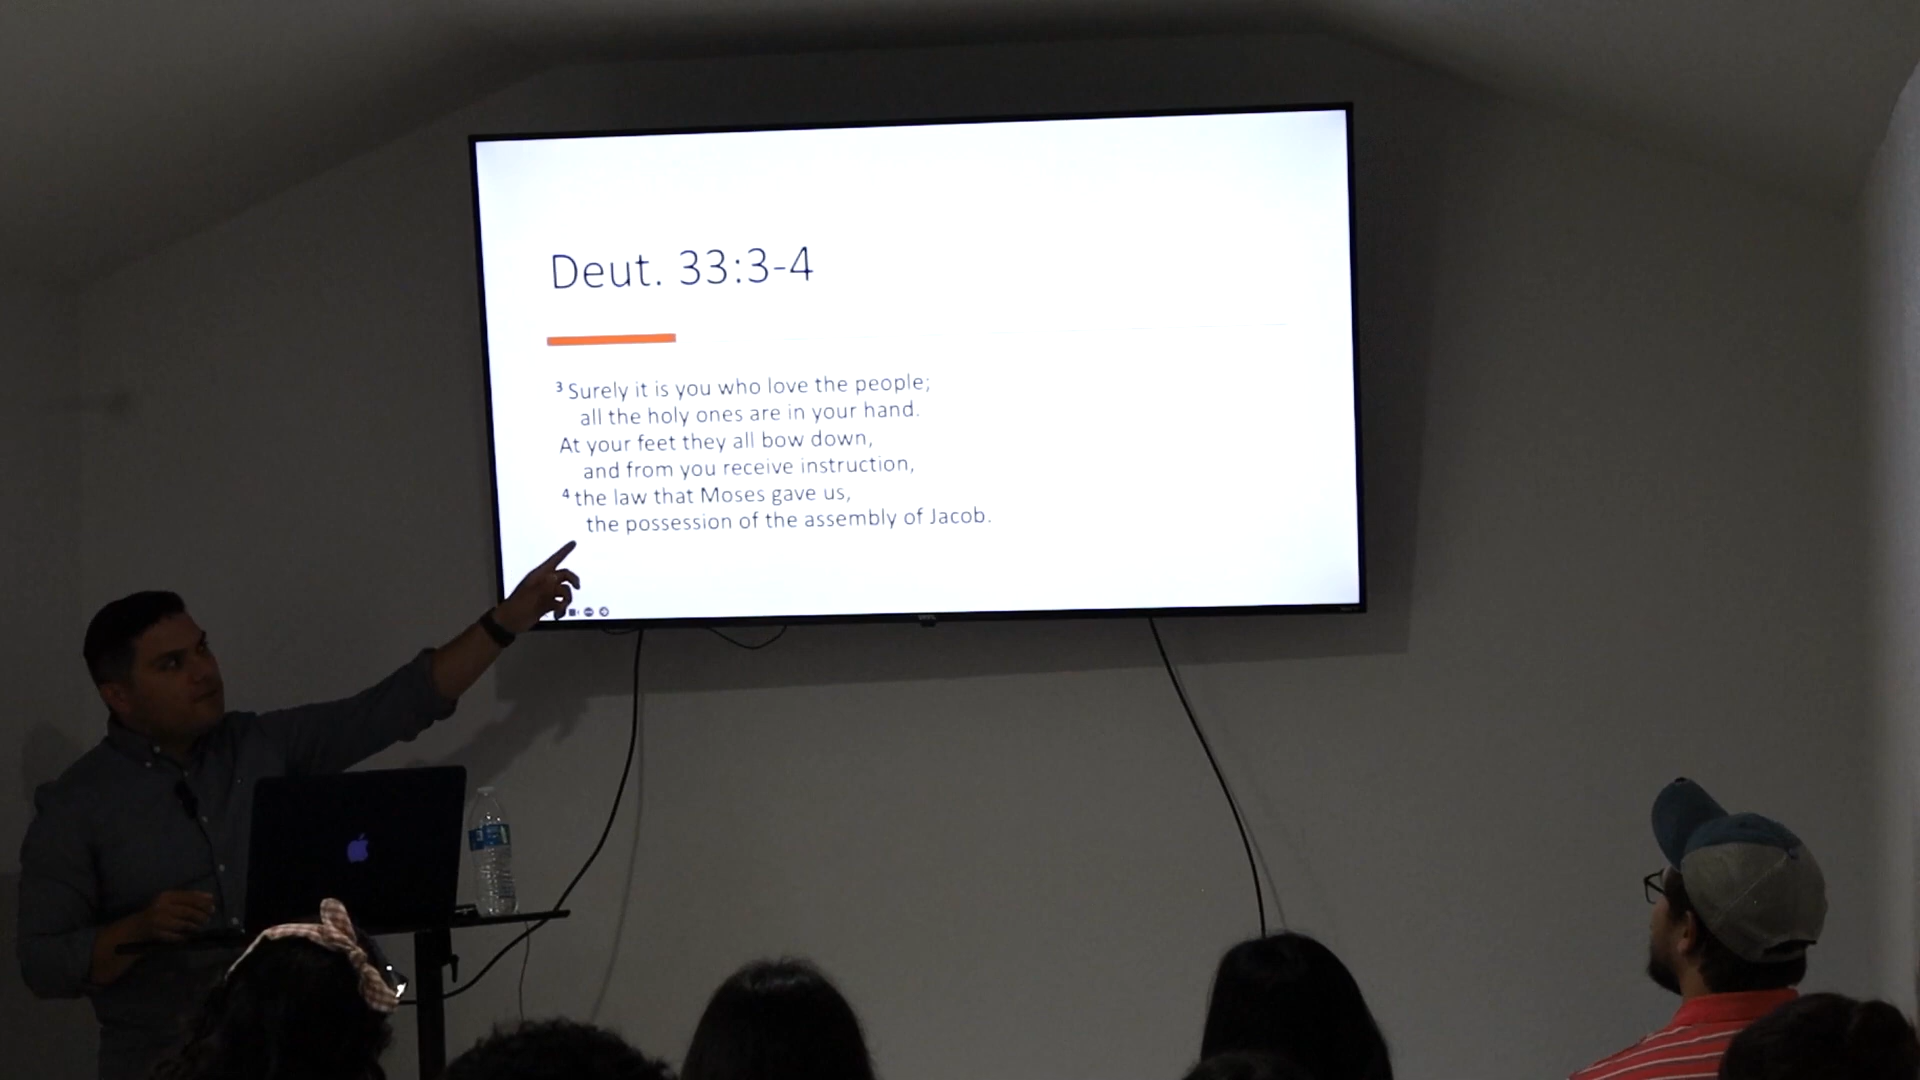 Deut. 33:3-4
³ Surely it is you who love the people;
all the holy ones are in your hand.
At your feet they all bow down,
and from you receive instruction,
⁴ the law that Moses gave us,
the possession of the assembly of Jacob.